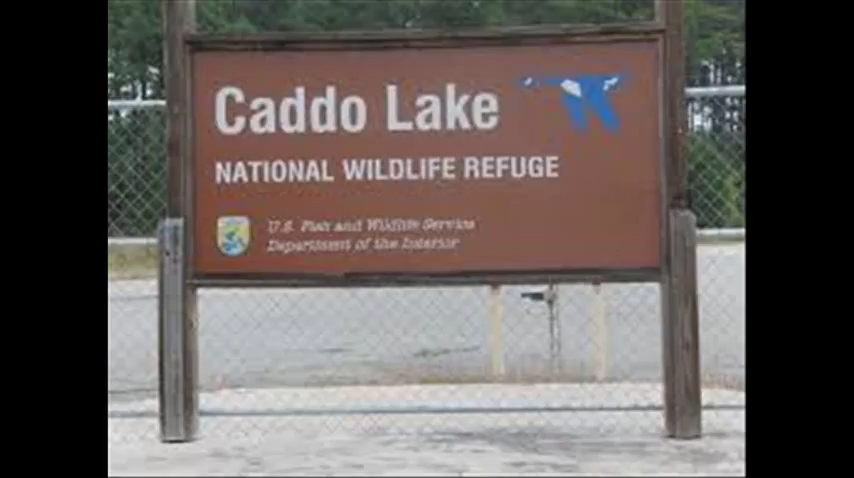 Caddo Lake
NATIONAL WILDLIFE REFUGE
U.S. Fish and Wildlife Service
Department of the Interior